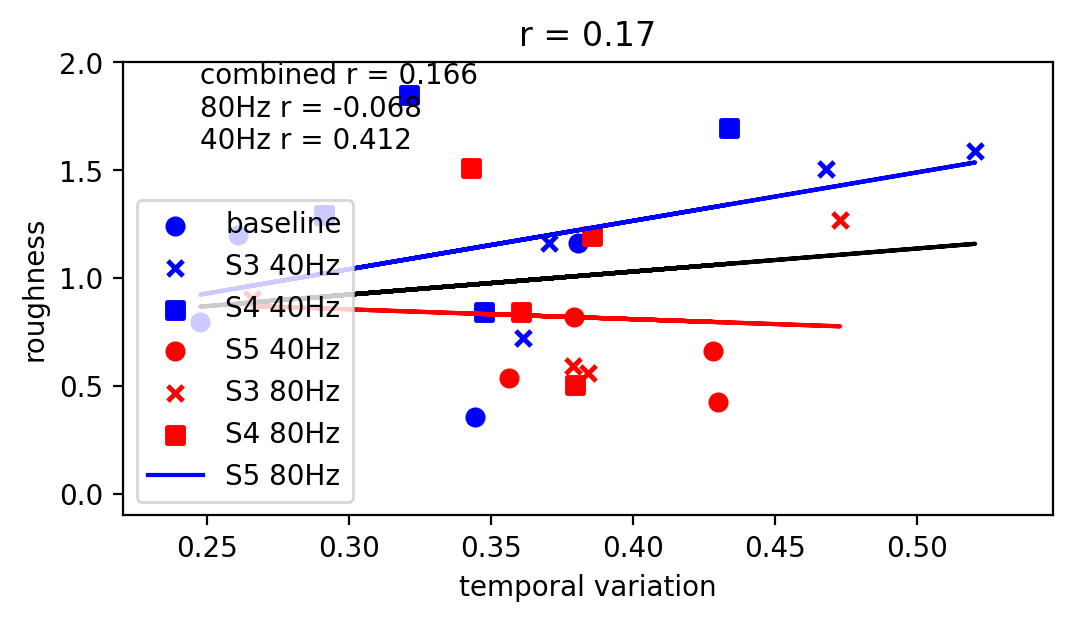 r = 0.17
combined r = 0.166
80Hz r = -0.068
40Hz r = 0.412
baseline
S3 40Hz
S4 40Hz
S5 40Hz
S3 80Hz
S4 80Hz
S5 80Hz
2.0
1.5
1.0
0.5
0.0
roughness
0.25 0.30 0.35 0.40 0.45 0.50
temporal variation